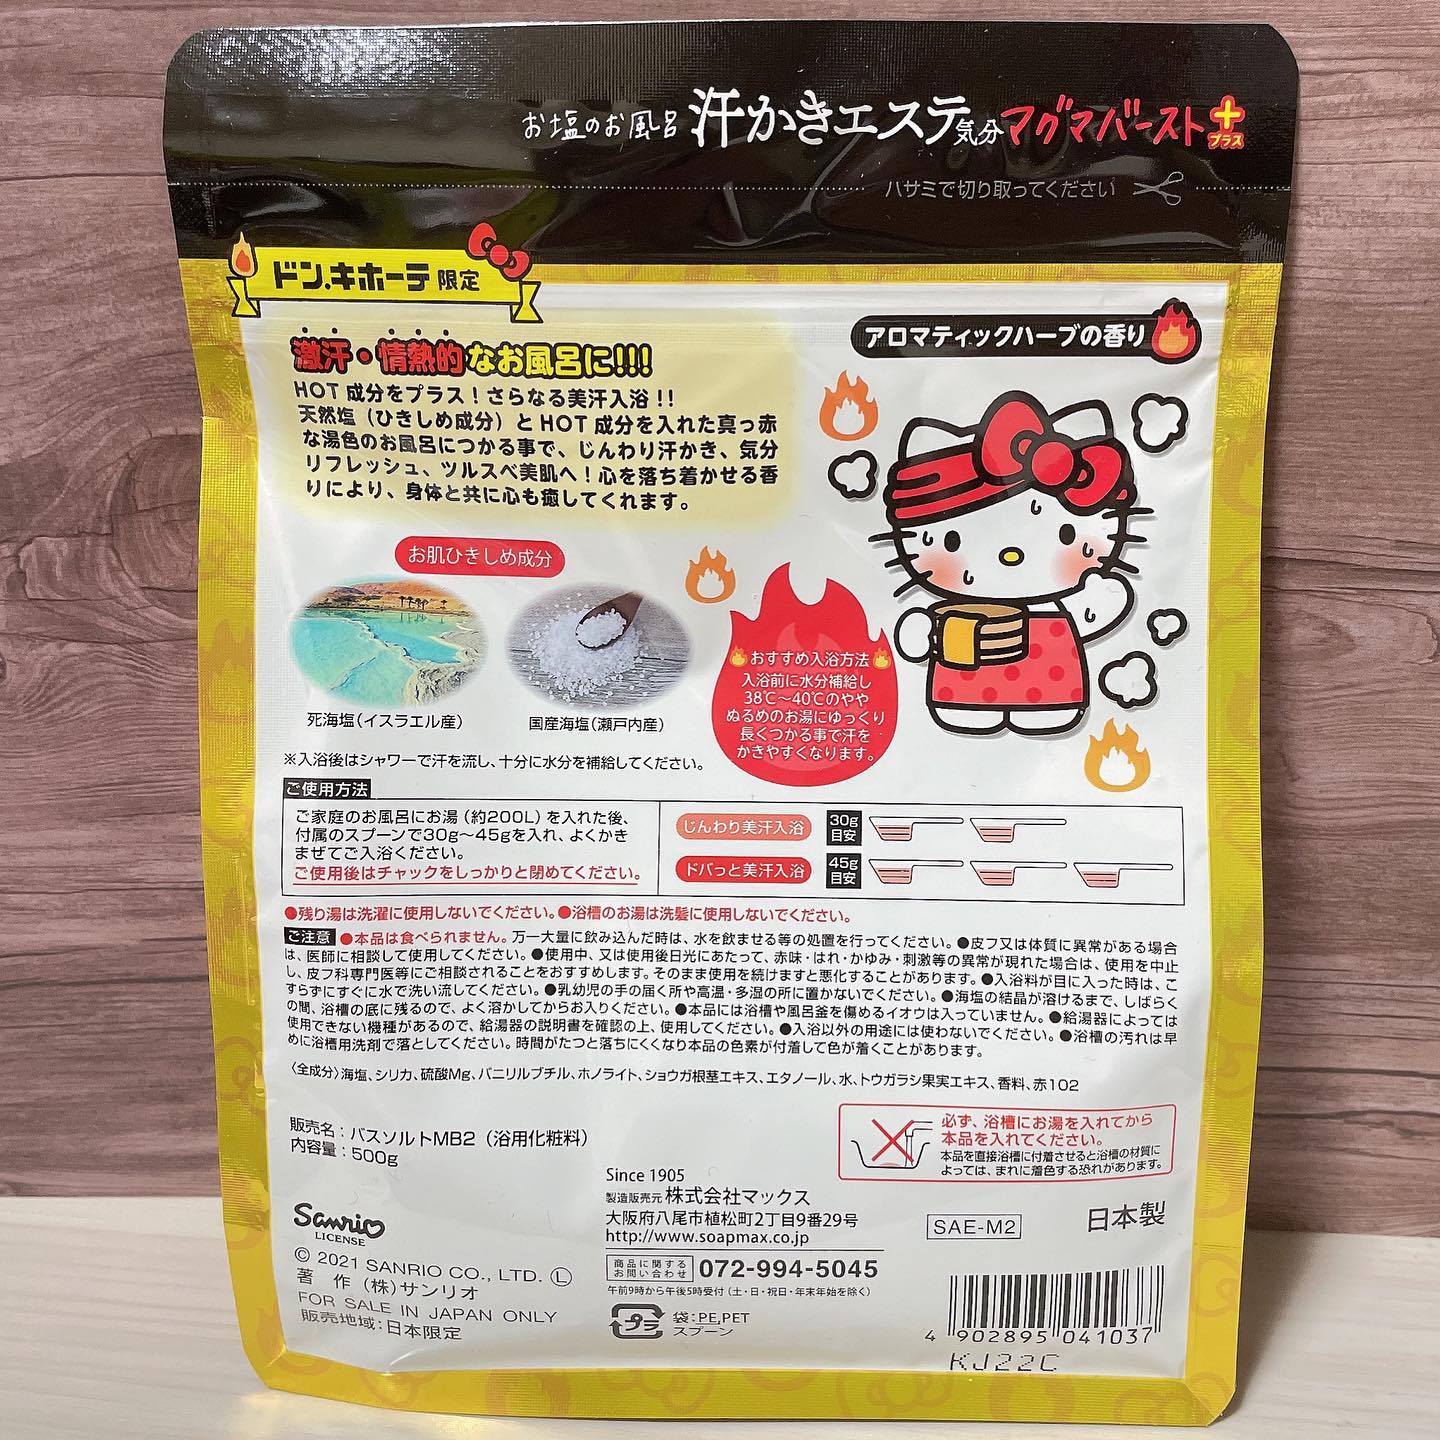 お塩のお風呂 汗かきエステ気分 マグマバースト+プラス
ハサミで切り取ってください
ドン.キホーテ 限定
激汗・情熱的なお風呂に!!!
HOT 成分をプラス！さらなる美汗入浴!!
天然塩（ひきしめ成分）と HOT 成分を入れた真っ赤
な湯色のお風呂につかる事で、じんわり汗かき、気分
リフレッシュ、ツルスベ美肌へ！心を落ち着かせる香
りにより、身体と共に心も癒してくれます。
アロマティックハーブの香り
お肌ひきしめ成分
死海塩(イスラエル産)
国産海塩(瀬戸内産)
おすすめ入浴方法
入浴前に水分補給し
38℃〜40℃のやや
ぬるめのお湯にゆっくり
長くつかる事で汗を
かきやすくなります。
※入浴後はシャワーで汗を流し、十分に水分を補給してください。
ご使用方法
ご家庭のお風呂にお湯（約200L）を入れた後、
付属のスプーンで30g〜45gを入れ、よくかき
まぜてご入浴ください。
ご使用後はチャックをしっかりと閉めてください。
じんわり美汗入浴 30g目安
ドバっと美汗入浴 45g目安
●残り湯は洗濯に使用しないでください。●浴槽のお湯は洗髪に使用しないでください。
ご注意 ●本品は食べられません。万一大量に飲み込んだ時は、水を飲ませる等の処置を行ってください。●皮フ又は体質に異常がある場合
は、医師に相談して使用してください。●使用中、又は使用後日光にあたって、赤味・はれ・かゆみ・刺激等の異常が現れた場合は、使用を中止
し、皮フ科専門医等にご相談されることをおすすめします。そのまま使用を続けますと悪化することがあります。●入浴料が目に入った時は、こ
すらずにすぐに水で洗い流してください。●乳幼児の手の届く所や高温・多湿の所に置かないでください。●海塩の結晶が溶けるまで、しばらく
の間、浴槽の底に残るので、よく溶かしてからお入りください。●本品には浴槽や風呂釜を傷めるイオウは入っていません。●給湯器によっては
使用できない機種があるので、給湯器の説明書を確認の上、使用してください。●入浴以外の用途には使わないでください。●浴槽の汚れは早
めに浴槽用洗剤で落としてください。時間がたつと落ちにくくなり本品の色素が付着して色が着くことがあります。
〈全成分〉海塩、シリカ、硫酸Mg、バニリルブチル、ホノライト、ショウガ根茎エキス、エタノール、水、トウガラシ果実エキス、香料、赤102
販売名：バスソルトMB2（浴用化粧料）
内容量：500g
必ず、浴槽にお湯を入れてから
本品を入れてください。
本品を直接浴槽に付着させると浴槽の材質に
よっては、まれに着色する恐れがあります。
Since 1905
製造販売元 株式会社マックス
大阪府八尾市植松町2丁目9番29号
http://www.soapmax.co.jp
商品に関するお問い合わせ 072-994-5045
午前9時から午後5時受付（土・日・祝日・年末年始を除く）
プラ 袋：PE,PET
スプーン
SAE-M2
日本製
Sanrio
LICENSE
© 2021 SANRIO CO., LTD. Ⓛ
著 作 （株）サンリオ
FOR SALE IN JAPAN ONLY
販売地域：日本限定
4 902895 041037
KJ22C